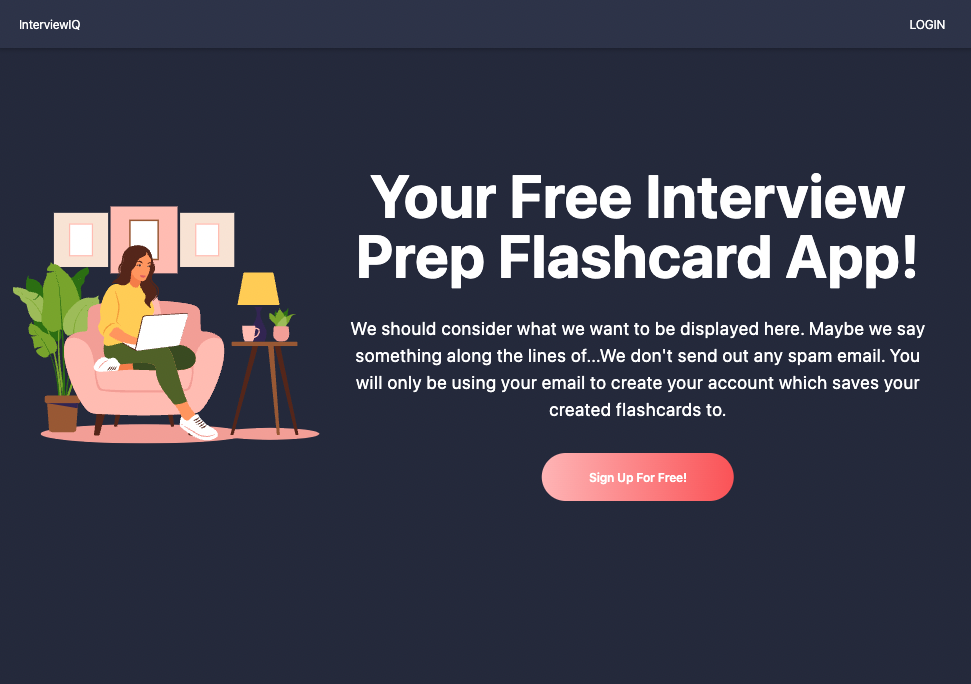 InterviewIQ
LOGIN
Your Free Interview
Prep Flashcard App!
We should consider what we want to be displayed here. Maybe we say
something along the lines of...We don't send out any spam email. You
will only be using your email to create your account which saves your
created flashcards to.
Sign Up For Free!